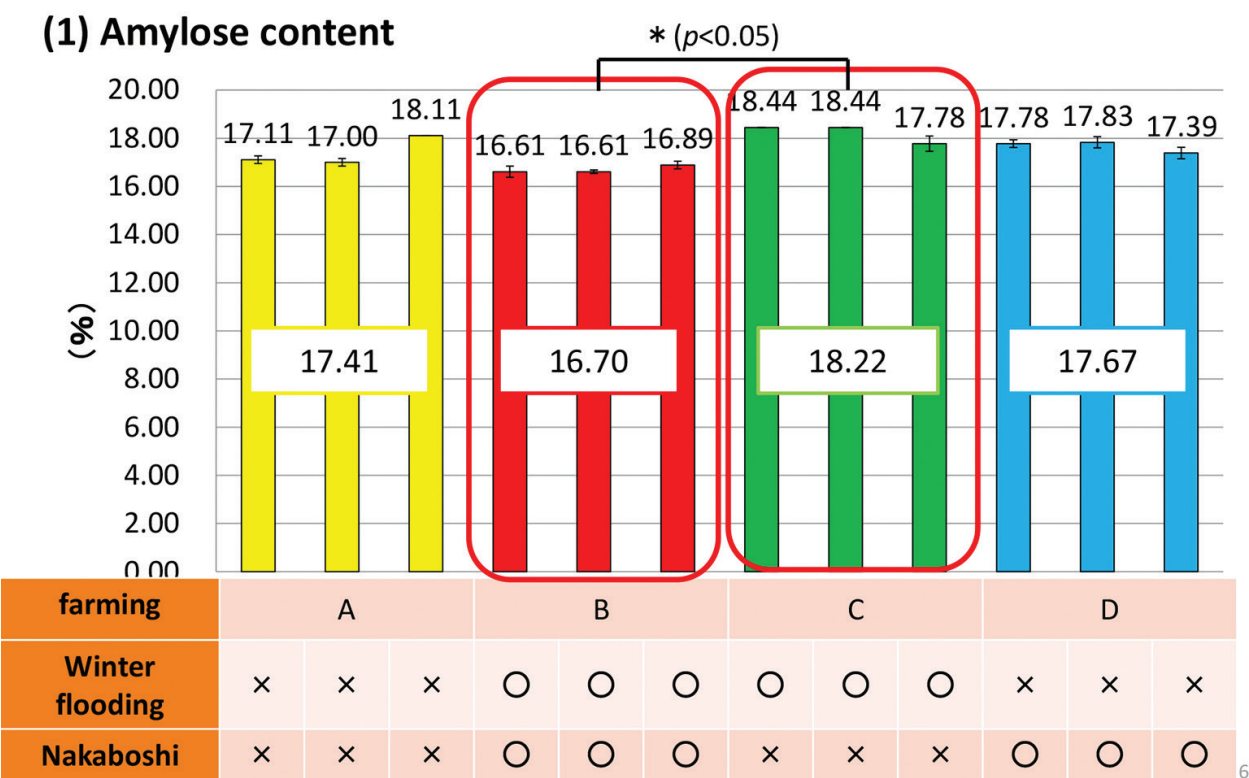 (1) Amylose content
* (p<0.05)
20.00
18.00
16.00
14.00
12.00
10.00
8.00
6.00
4.00
2.00
0.00
(%)
17.11 17.00 18.11 16.61 16.61 16.89 18.44 18.44 17.78 17.78 17.83 17.39
17.41 16.70 18.22 17.67
farming A B C D
Winter
flooding × × × ○ ○ ○ ○ ○ ○ × × ×
Nakaboshi × × × ○ ○ ○ × × × ○ ○ ○
6